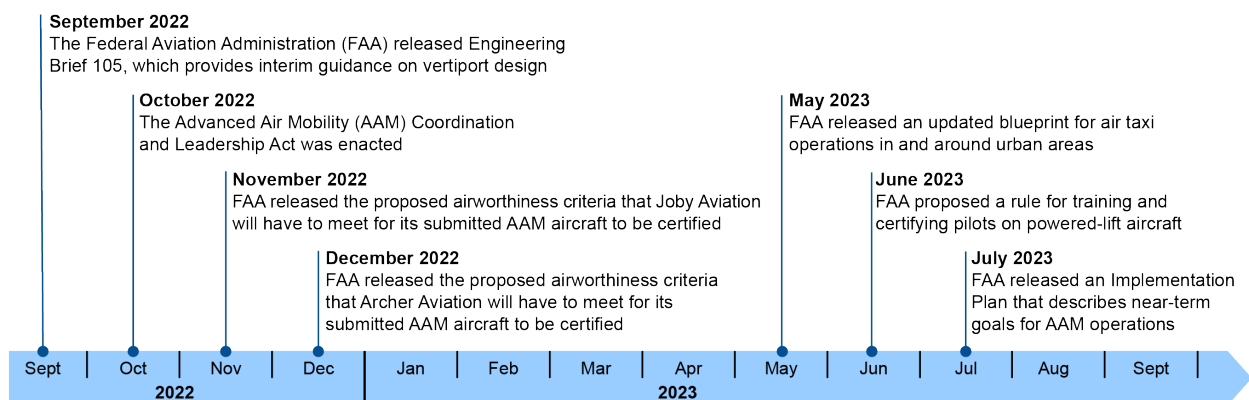 September 2022
The Federal Aviation Administration (FAA) released Engineering
Brief 105, which provides interim guidance on vertiport design
October 2022
The Advanced Air Mobility (AAM) Coordination
and Leadership Act was enacted
November 2022
FAA released the proposed airworthiness criteria that Joby Aviation
will have to meet for its submitted AAM aircraft to be certified
December 2022
FAA released the proposed airworthiness criteria
that Archer Aviation will have to meet for its
submitted AAM aircraft to be certified
May 2023
FAA released an updated blueprint for air taxi
operations in and around urban areas
June 2023
FAA proposed a rule for training and
certifying pilots on powered-lift aircraft
July 2023
FAA released an Implementation
Plan that describes near-term
goals for AAM operations
Sept Oct Nov Dec Jan Feb Mar Apr May Jun Jul Aug Sept
2022 2023